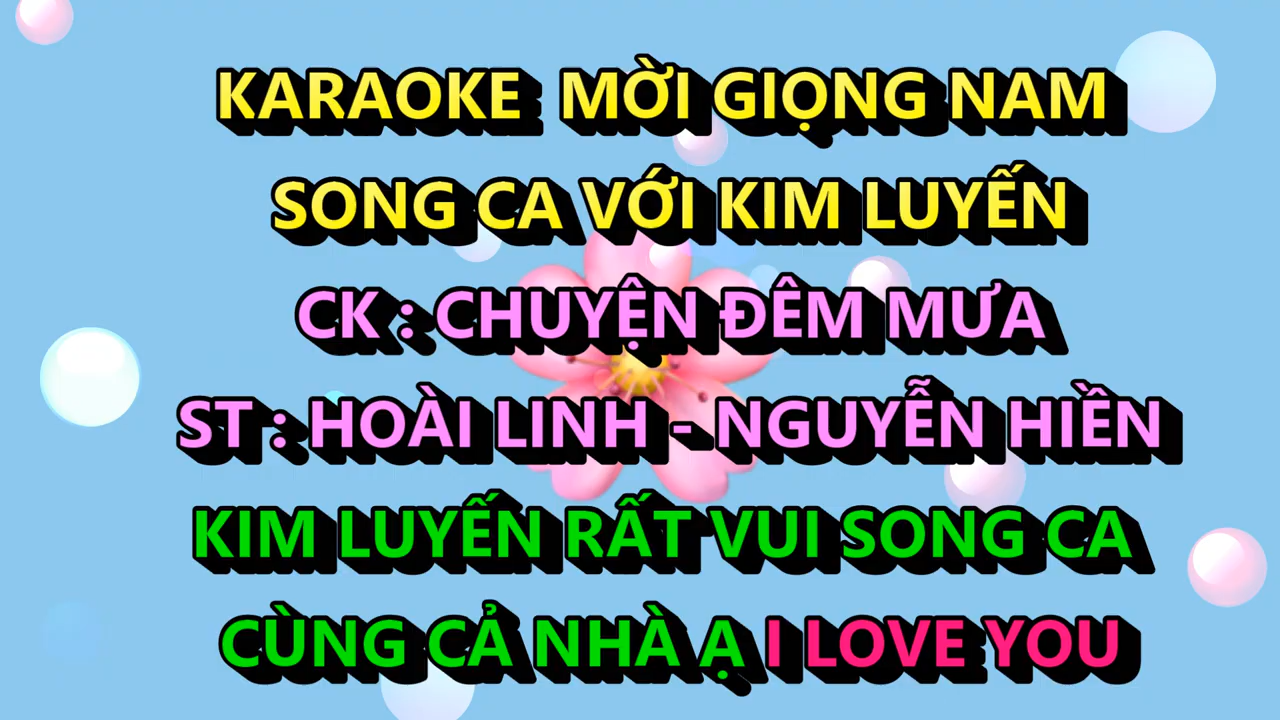 KARAOKE MỜI GIỌNG NAM
SONG CA VỚI KIM LUYẾN
CK : CHUYỆN ĐÊM MƯA
ST : HOÀI LINH - NGUYỄN HIỀN
KIM LUYẾN RẤT VUI SONG CA
CÙNG CẢ NHÀ Ạ I LOVE YOU